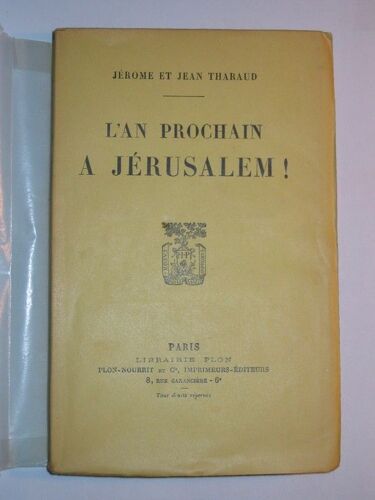 JÉROME ET JEAN THARAUD
L'AN PROCHAIN
A JÉRUSALEM !
PARIS
LIBRAIRIE PLON
PLON-NOURRIT ET Cie, IMPRIMEURS-ÉDITEURS
8, RUE GARANCIÈRE - 6e
Tous droits réservés